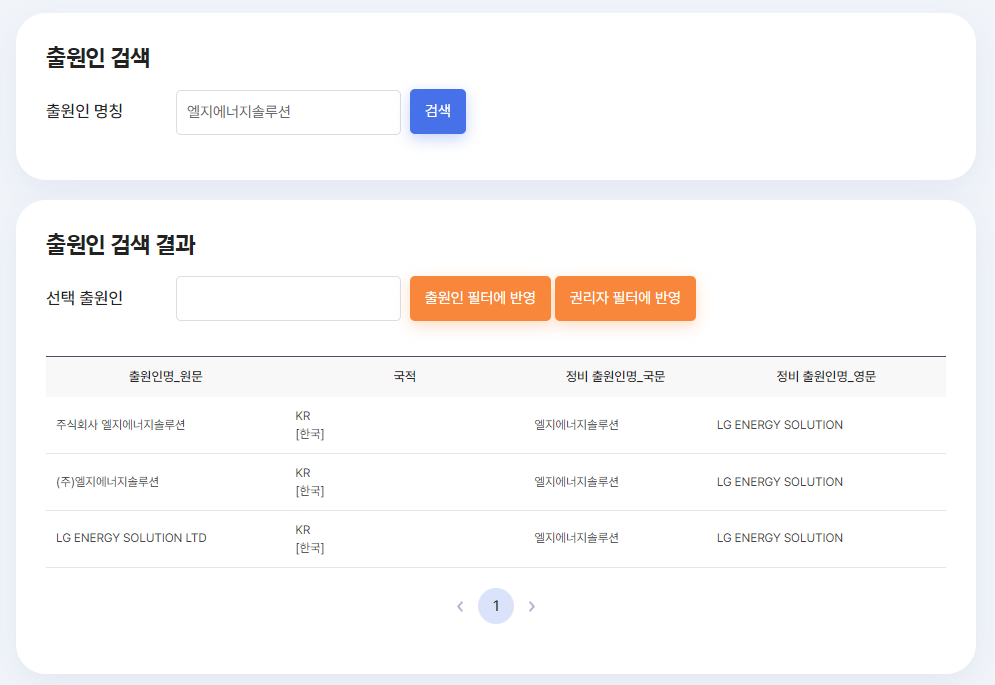 출원인 검색
출원인 명칭 엘지에너지솔루션 검색
출원인 검색 결과
선택 출원인 출원인 필터에 반영 권리자 필터에 반영
출원인명_원문 국적 정비 출원인명_국문 정비 출원인명_영문
주식회사 엘지에너지솔루션 KR [한국] 엘지에너지솔루션 LG ENERGY SOLUTION
(주)엘지에너지솔루션 KR [한국] 엘지에너지솔루션 LG ENERGY SOLUTION
LG ENERGY SOLUTION LTD KR [한국] 엘지에너지솔루션 LG ENERGY SOLUTION
1